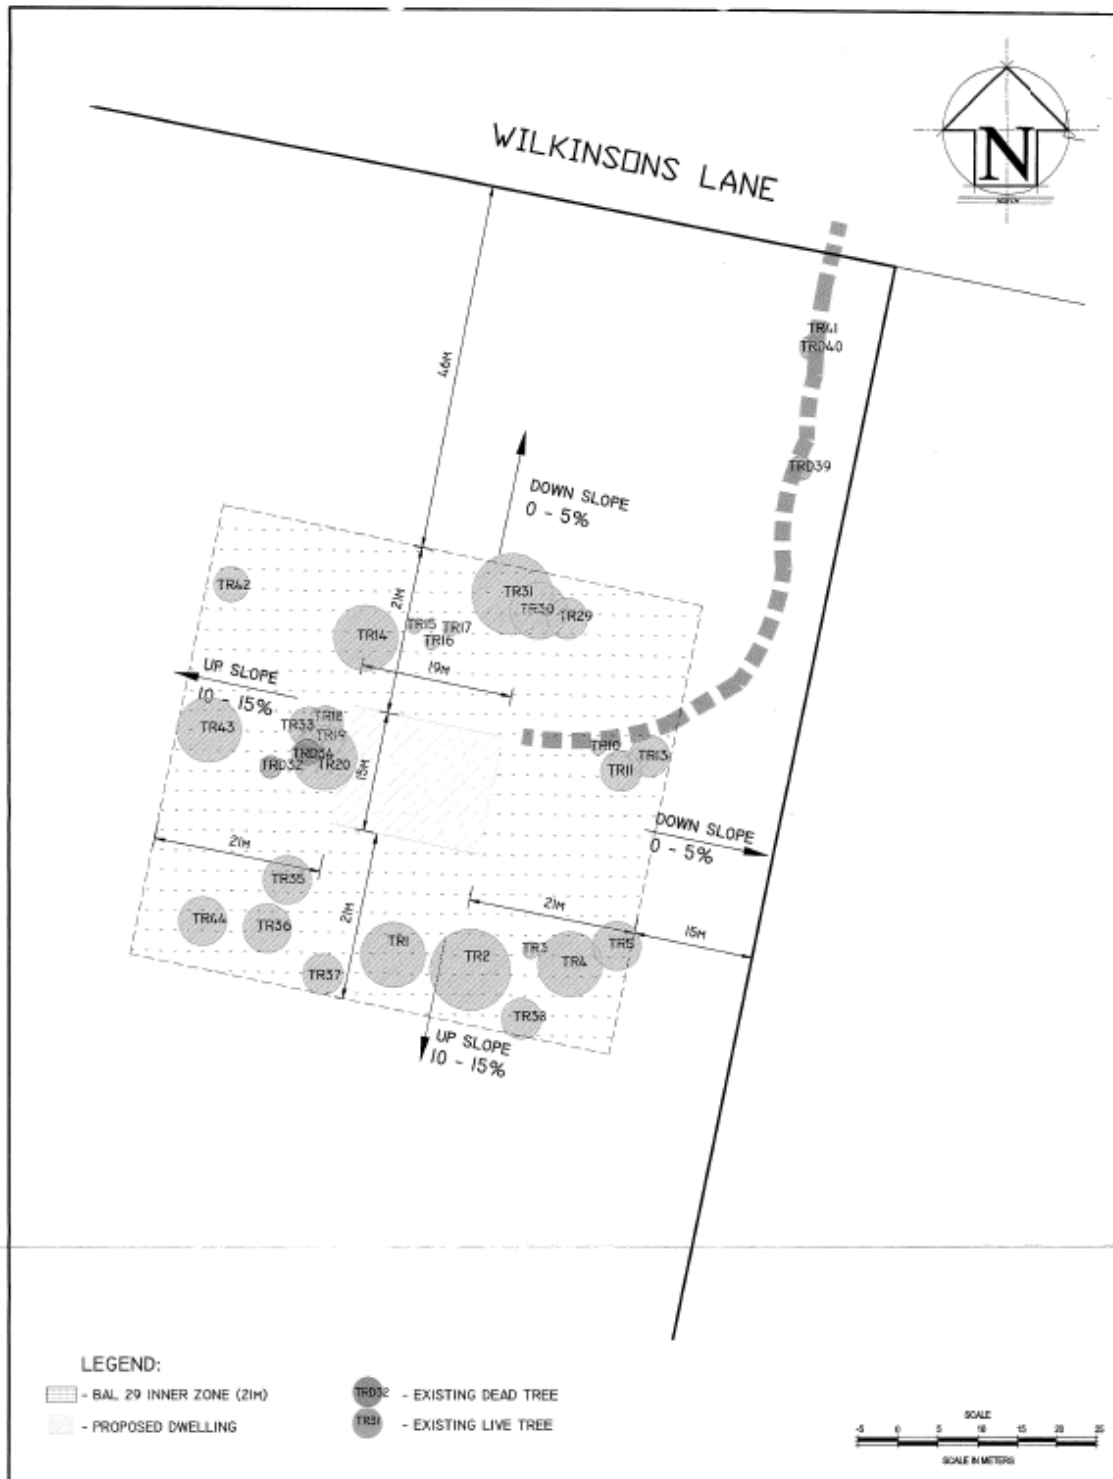 WILKINSONS LANE
N
NORTH
46M
TR41
TRD40
TRD39
DOWN SLOPE
0 - 5%
TR42
TR31
TR30
TR29
21M
TR14
TR15
TR17
TR16
19M
UP SLOPE
10 - 15%
TR43
TR33
TR18
TR19
TRD34
TRD32
TR20
15M
TR10
TR13
TR11
DOWN SLOPE
0 - 5%
21M
TR35
TR44
TR36
TR37
21M
TR1
TR2
21M
TR3
TR4
TR5
15M
TR38
UP SLOPE
10 - 15%
LEGEND:
- BAL 29 INNER ZONE (21M)
- PROPOSED DWELLING
TRD32 - EXISTING DEAD TREE
TR31 - EXISTING LIVE TREE
SCALE
-5 0 5 10 15 20 25
SCALE IN METERS